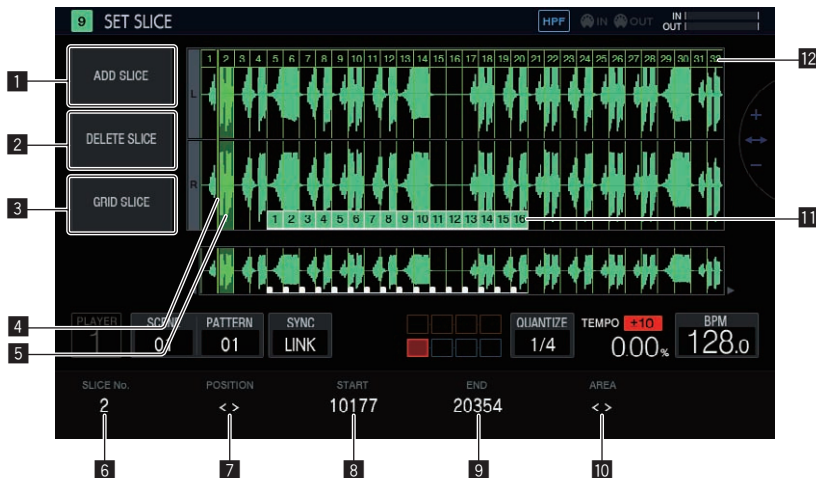 9 SET SLICE HPF IN OUT IN OUT
1 ADD SLICE
2 DELETE SLICE
3 GRID SLICE
L 1 2 3 4 5 6 7 8 9 10 11 12 13 14 15 16 17 18 19 20 21 22 23 24 25 26 27 28 29 30 31 32 12
+
-
R
1 2 3 4 5 6 7 8 9 10 11 12 13 14 15 16 11
4
5
PLAYER 1
SCENE 01
PATTERN 01
SYNC LINK
QUANTIZE 1/4
TEMPO +10 0.00%
BPM 128.0
SLICE No. POSITION START END AREA
2 < > 10177 20354 < >
6 7 8 9 10